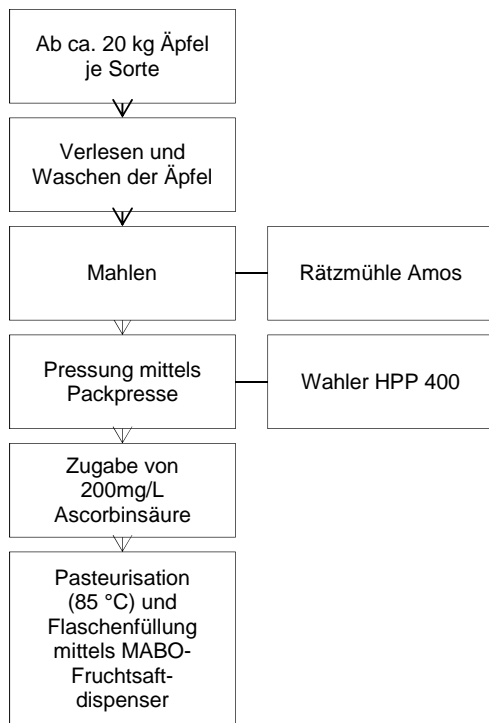 Ab ca. 20 kg Äpfel
je Sorte
Verlesen und
Waschen der Äpfel
Mahlen
Rätzmühle Amos
Pressung mittels
Packpresse
Wahler HPP 400
Zugabe von
200mg/L
Ascorbinsäure
Pasteurisation
(85 °C) und
Flaschenfüllung
mittels MABO-
Fruchtsaft-
dispenser